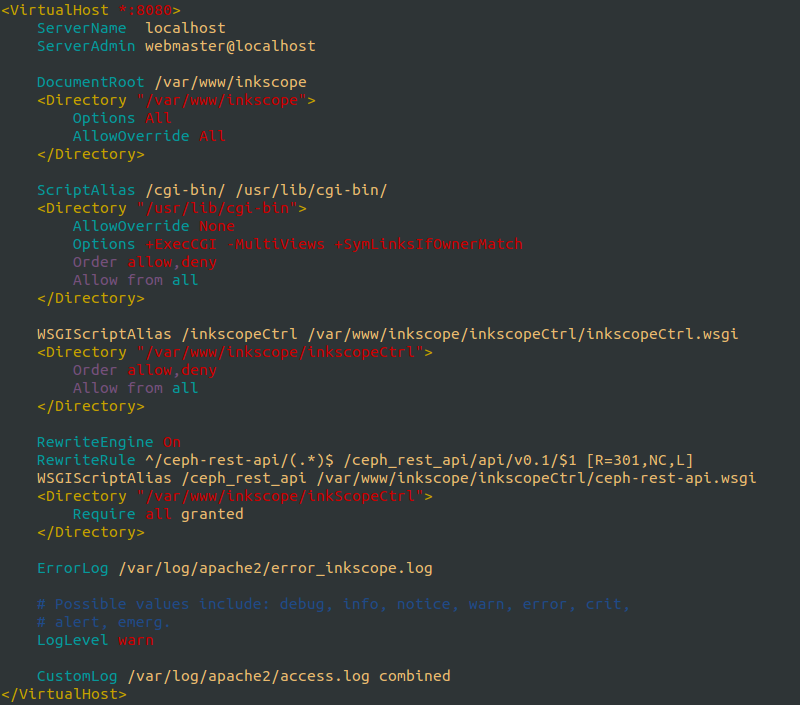 <VirtualHost *:8080>
ServerName  localhost
ServerAdmin webmaster@localhost
DocumentRoot /var/www/inkscope
<Directory "/var/www/inkscope">
Options All
AllowOverride All
</Directory>
ScriptAlias /cgi-bin/ /usr/lib/cgi-bin/
<Directory "/usr/lib/cgi-bin">
AllowOverride None
Options +ExecCGI -MultiViews +SymLinksIfOwnerMatch
Order allow,deny
Allow from all
</Directory>
WSGIScriptAlias /inkscopeCtrl /var/www/inkscope/inkscopeCtrl/inkscopeCtrl.wsgi
<Directory "/var/www/inkscope/inkscopeCtrl">
Order allow,deny
Allow from all
</Directory>
RewriteEngine On
RewriteRule ^/ceph-rest-api/(.*)$ /ceph_rest_api/api/v0.1/$1 [R=301,NC,L]
WSGIScriptAlias /ceph_rest_api /var/www/inkscope/inkscopeCtrl/ceph-rest-api.wsgi
<Directory "/var/www/inkscope/inkScopeCtrl">
Require all granted
</Directory>
ErrorLog /var/log/apache2/error_inkscope.log
# Possible values include: debug, info, notice, warn, error, crit,
# alert, emerg.
LogLevel warn
CustomLog /var/log/apache2/access.log combined
</VirtualHost>